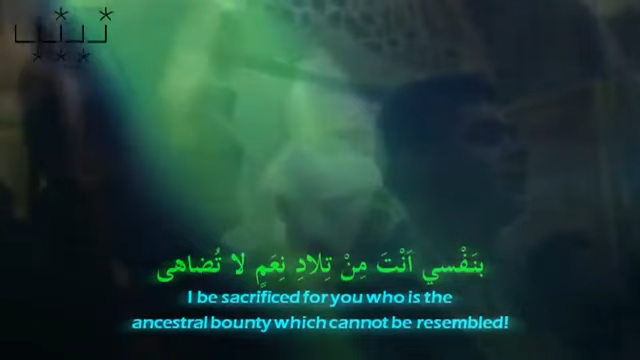 بِنَفْسي اَنْتَ مِنْ تِلادِ نِعَمٍ لا تُضاهى
I be sacrificed for you who is the
ancestral bounty which cannot be resembled!